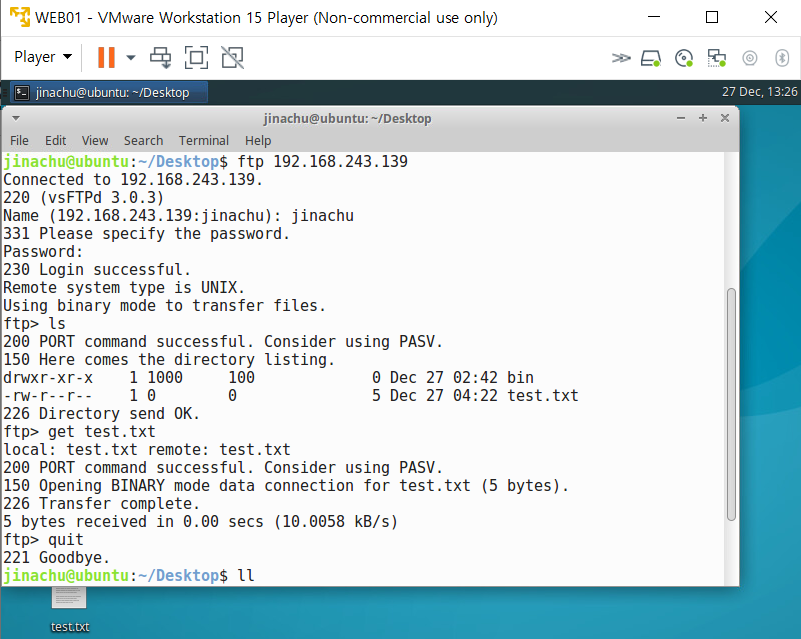 WEB01 - VMware Workstation 15 Player (Non-commercial use only)
Player
jinachu@ubuntu: ~/Desktop
27 Dec, 13:26
jinachu@ubuntu: ~/Desktop
File Edit View Search Terminal Help
jinachu@ubuntu:~/Desktop$ ftp 192.168.243.139
Connected to 192.168.243.139.
220 (vsFTPd 3.0.3)
Name (192.168.243.139:jinachu): jinachu
331 Please specify the password.
Password:
230 Login successful.
Remote system type is UNIX.
Using binary mode to transfer files.
ftp> ls
200 PORT command successful. Consider using PASV.
150 Here comes the directory listing.
drwxr-xr-x    1 1000     100             0 Dec 27 02:42 bin
-rw-r--r--    1 0        0               5 Dec 27 04:22 test.txt
226 Directory send OK.
ftp> get test.txt
local: test.txt remote: test.txt
200 PORT command successful. Consider using PASV.
150 Opening BINARY mode data connection for test.txt (5 bytes).
226 Transfer complete.
5 bytes received in 0.00 secs (10.0058 kB/s)
ftp> quit
221 Goodbye.
jinachu@ubuntu:~/Desktop$ ll
test.txt